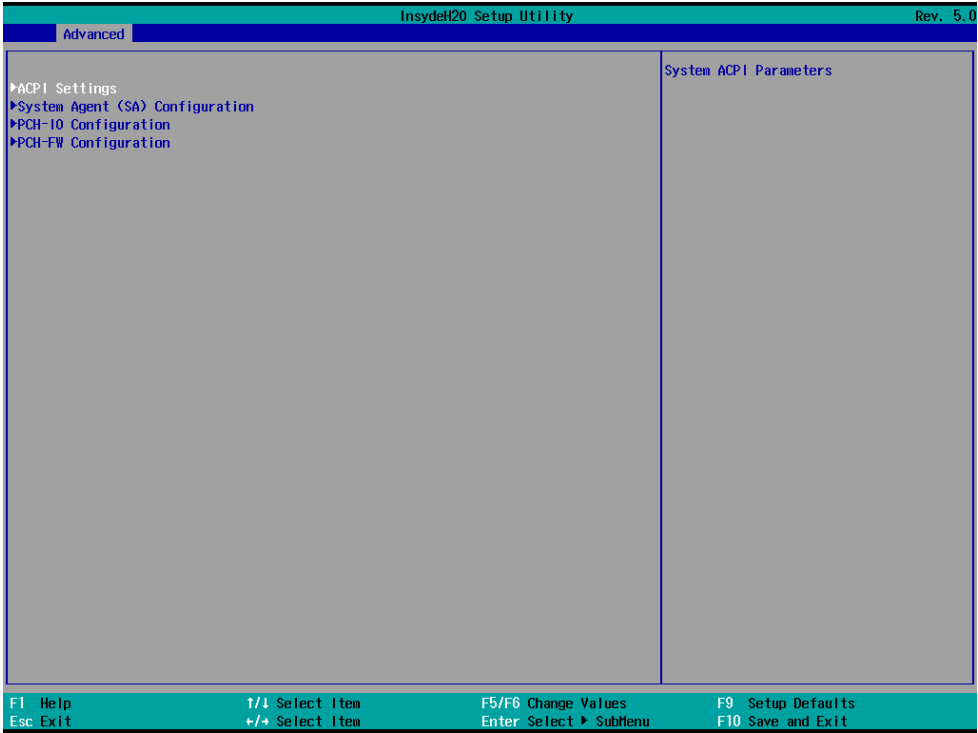 InsydeH20 Setup Utility Rev. 5.0
Advanced
System ACPI Parameters
▶ACPI Settings
▶System Agent (SA) Configuration
▶PCH-IO Configuration
▶PCH-FW Configuration
F1 Help ↑/↓ Select Item F5/F6 Change Values F9 Setup Defaults
Esc Exit ←/→ Select Item Enter Select ▶ SubMenu F10 Save and Exit